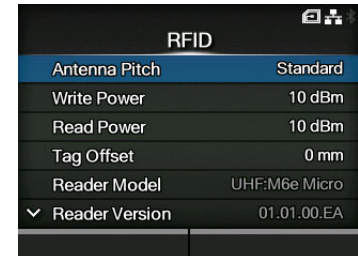 RFID
Antenna Pitch Standard
Write Power 10 dBm
Read Power 10 dBm
Tag Offset 0 mm
Reader Model UHF:M6e Micro
Reader Version 01.01.00.EA